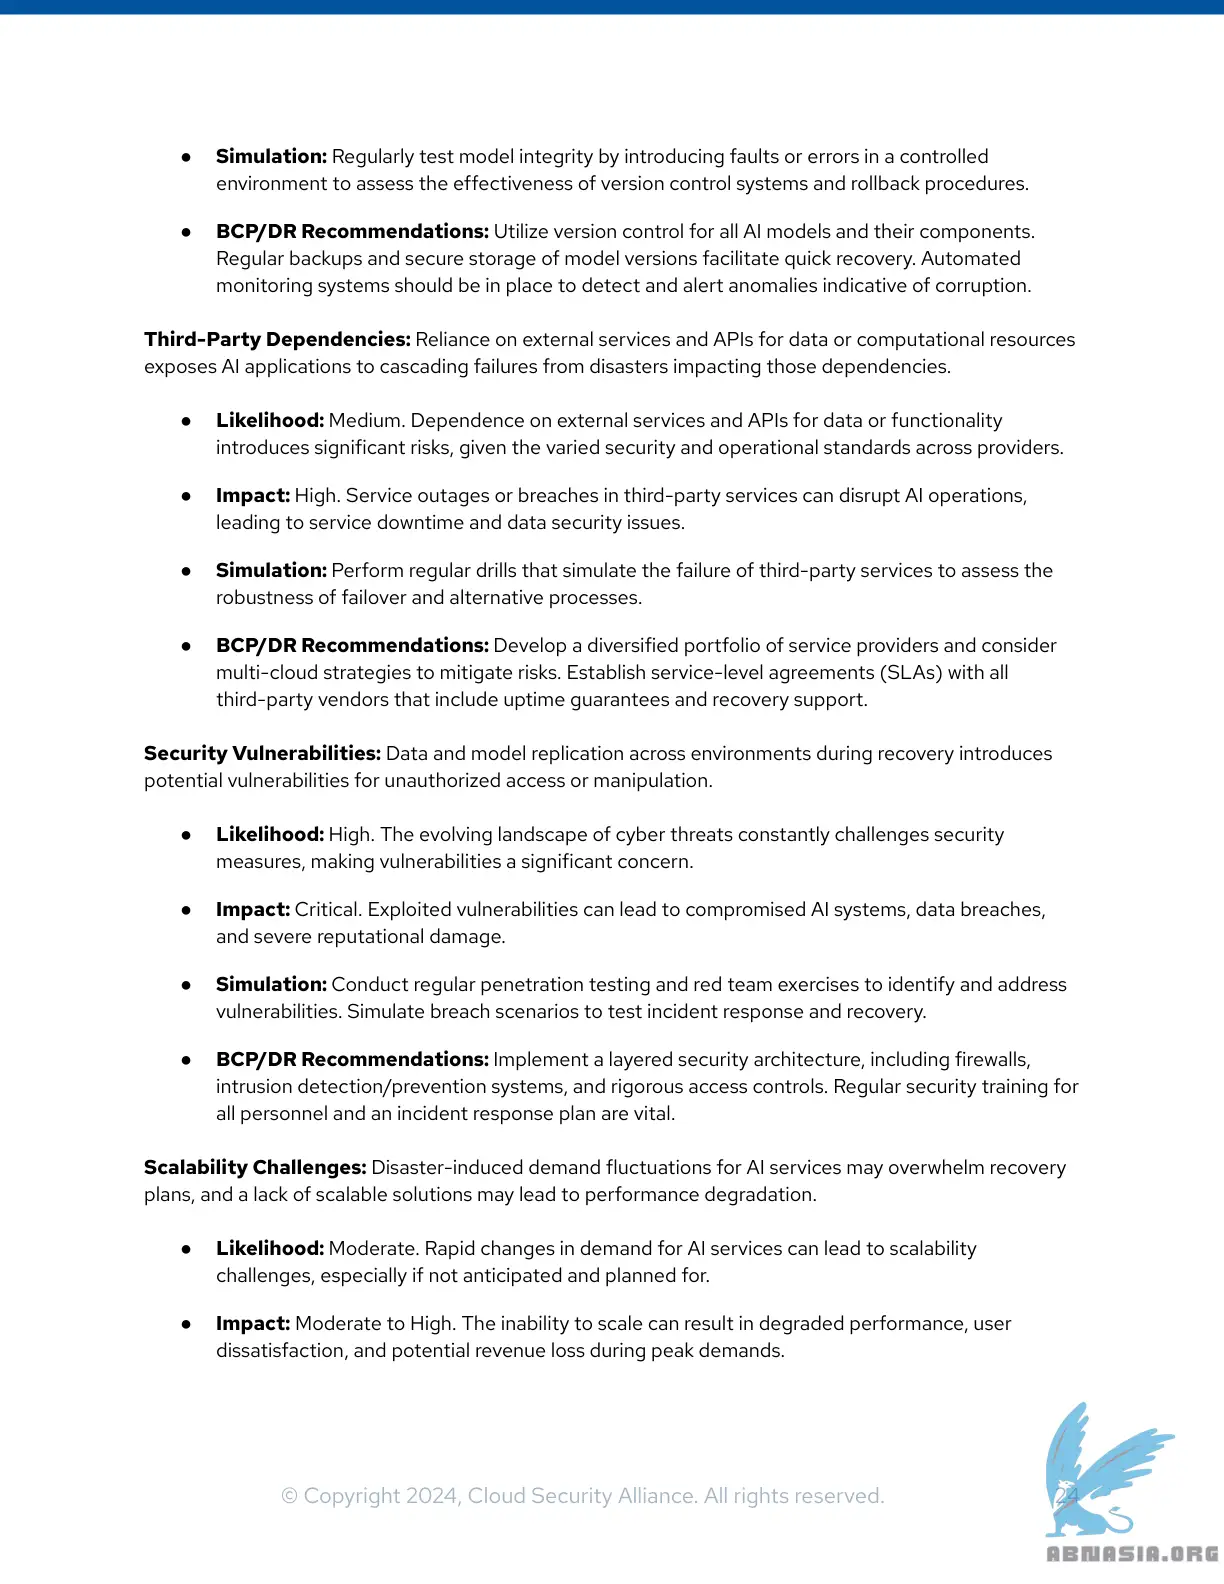 ● Simulation: Regularly test model integrity by introducing faults or errors in a controlled
environment to assess the effectiveness of version control systems and rollback procedures.
● BCP/DR Recommendations: Utilize version control for all AI models and their components.
Regular backups and secure storage of model versions facilitate quick recovery. Automated
monitoring systems should be in place to detect and alert anomalies indicative of corruption.
Third-Party Dependencies: Reliance on external services and APIs for data or computational resources
exposes AI applications to cascading failures from disasters impacting those dependencies.
● Likelihood: Medium. Dependence on external services and APIs for data or functionality
introduces significant risks, given the varied security and operational standards across providers.
● Impact: High. Service outages or breaches in third-party services can disrupt AI operations,
leading to service downtime and data security issues.
● Simulation: Perform regular drills that simulate the failure of third-party services to assess the
robustness of failover and alternative processes.
● BCP/DR Recommendations: Develop a diversified portfolio of service providers and consider
multi-cloud strategies to mitigate risks. Establish service-level agreements (SLAs) with all
third-party vendors that include uptime guarantees and recovery support.
Security Vulnerabilities: Data and model replication across environments during recovery introduces
potential vulnerabilities for unauthorized access or manipulation.
● Likelihood: High. The evolving landscape of cyber threats constantly challenges security
measures, making vulnerabilities a significant concern.
● Impact: Critical. Exploited vulnerabilities can lead to compromised AI systems, data breaches,
and severe reputational damage.
● Simulation: Conduct regular penetration testing and red team exercises to identify and address
vulnerabilities. Simulate breach scenarios to test incident response and recovery.
● BCP/DR Recommendations: Implement a layered security architecture, including firewalls,
intrusion detection/prevention systems, and rigorous access controls. Regular security training for
all personnel and an incident response plan are vital.
Scalability Challenges: Disaster-induced demand fluctuations for AI services may overwhelm recovery
plans, and a lack of scalable solutions may lead to performance degradation.
● Likelihood: Moderate. Rapid changes in demand for AI services can lead to scalability
challenges, especially if not anticipated and planned for.
● Impact: Moderate to High. The inability to scale can result in degraded performance, user
dissatisfaction, and potential revenue loss during peak demands.
© Copyright 2024, Cloud Security Alliance. All rights reserved. 24
ABNASIA.ORG